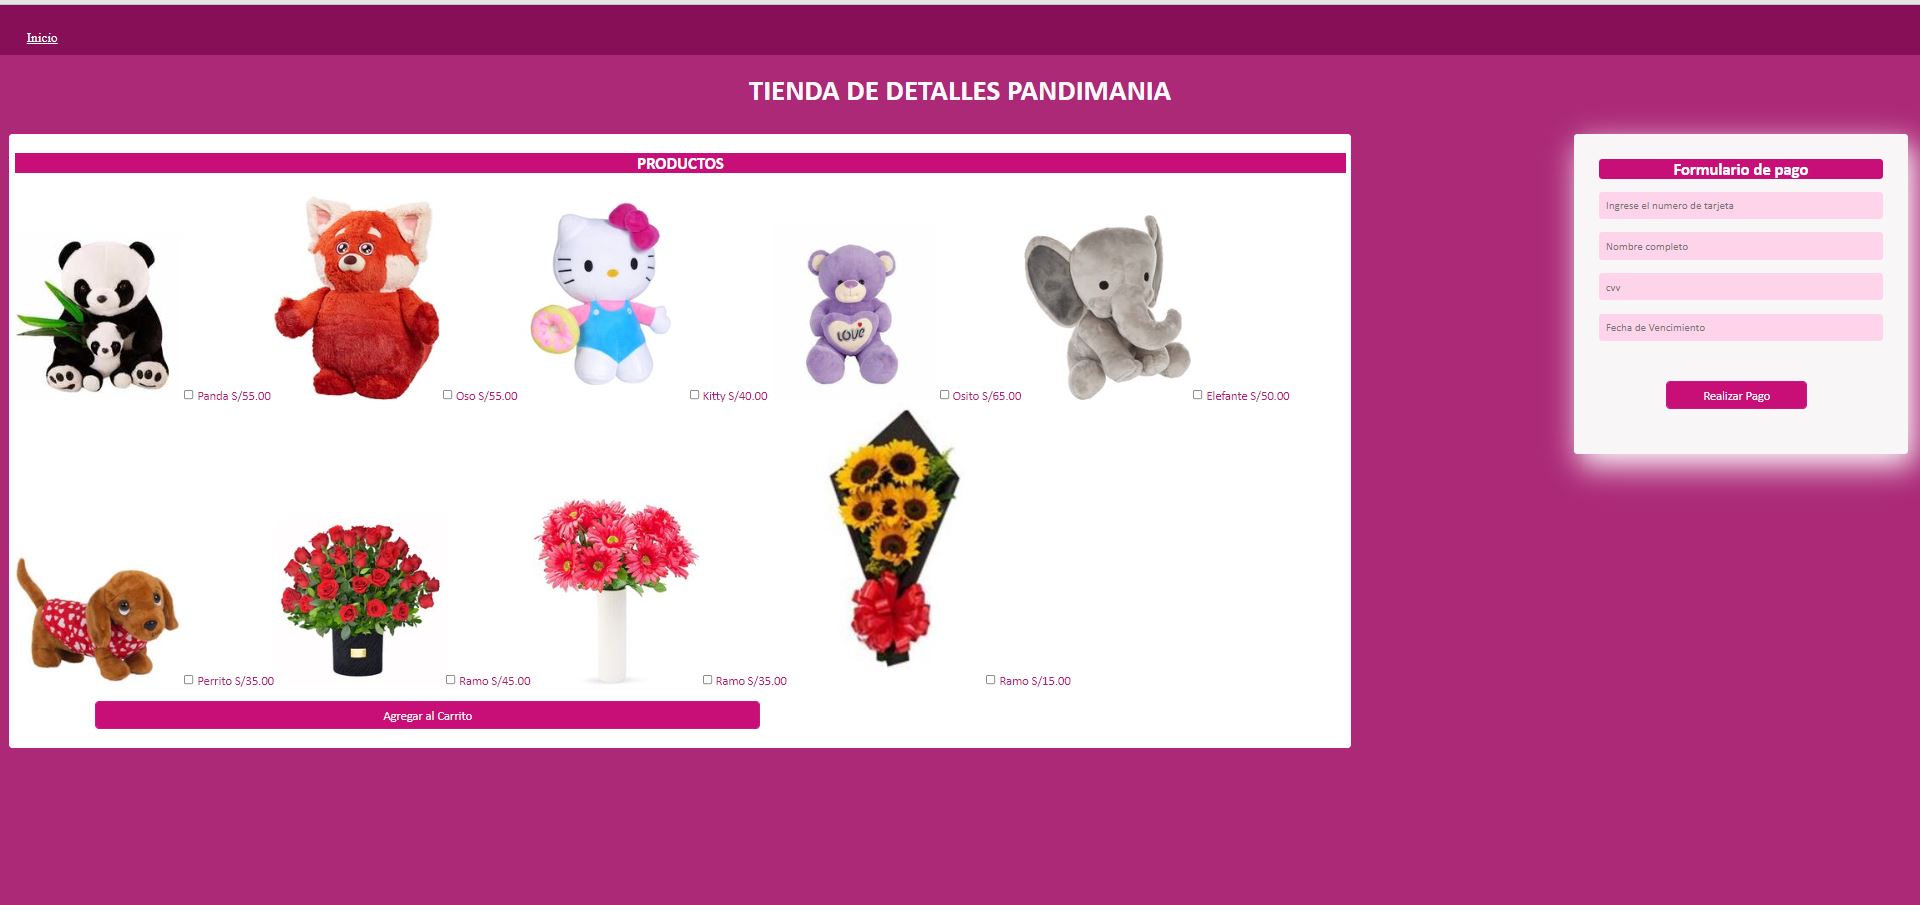 Inicio
TIENDA DE DETALLES PANDIMANIA
PRODUCTOS
LOVE
Panda S/55.00
Oso S/55.00
Kitty S/40.00
Osito S/65.00
Elefante S/50.00
Perrito S/35.00
Ramo S/45.00
Ramo S/35.00
Ramo S/15.00
Agregar al Carrito
Formulario de pago
Ingrese el numero de tarjeta
Nombre completo
cvv
Fecha de Vencimiento
Realizar Pago